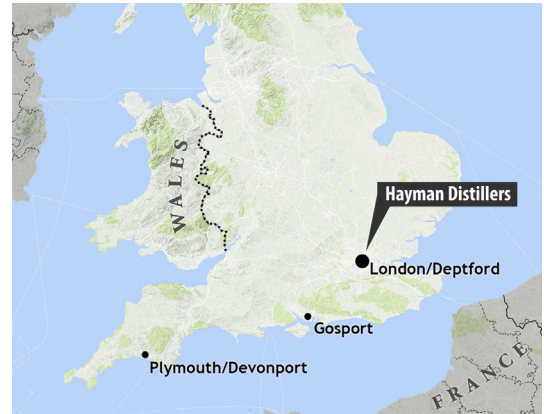 WALES
Hayman Distillers
London/Deptford
Gosport
Plymouth/Devonport
FRANCE